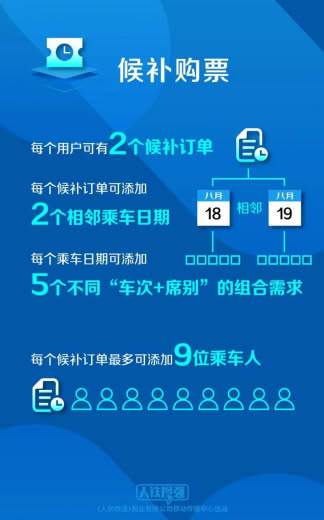 候补购票
每个用户可有2个候补订单
每个候补订单可添加
2个相邻乘车日期
八月
18
相邻
八月
19
每个乘车日期可添加
5个不同“车次+席别”的组合需求
每个候补订单最多可添加9位乘车人
人铁图强
《人民铁道》报业有限公司移动传播中心出品